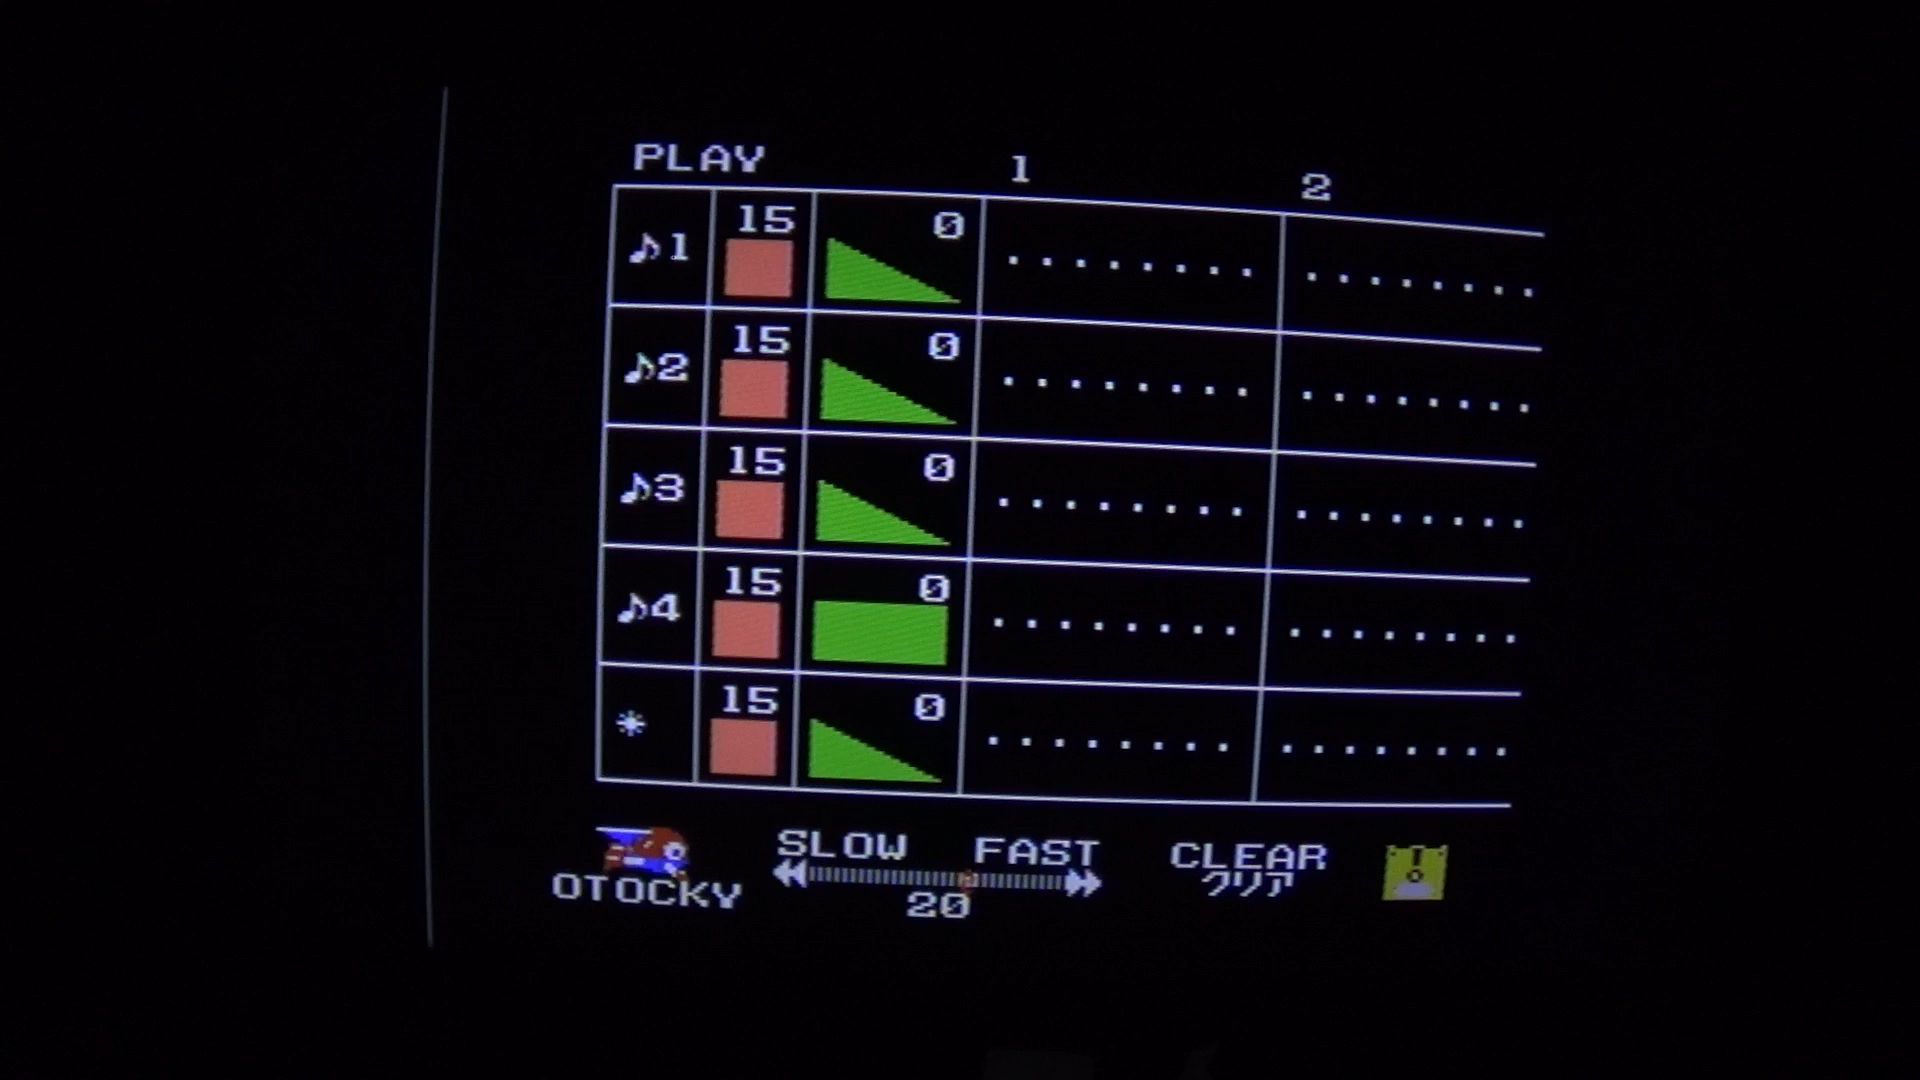 PLAY 1 2
♪1 15 0
♪2 15 0
♪3 15 0
♪4 15 0
* 15 0
SLOW FAST CLEAR
クリア
OTOCKY
20